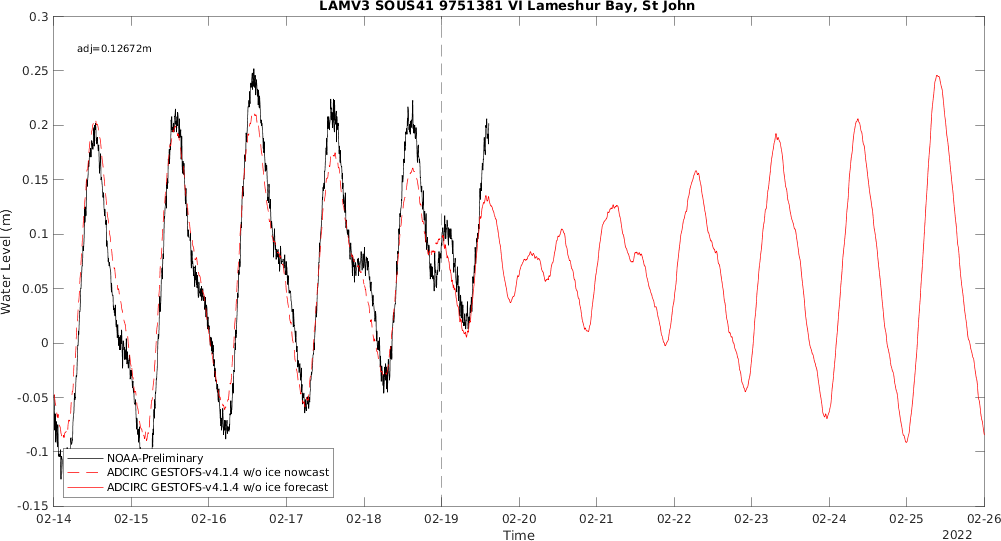 LAMV3 SOUS41 9751381 VI Lameshur Bay, St John
adj=0.12672m
0.3
0.25
0.2
0.15
0.1
0.05
0
-0.05
-0.1
-0.15
Water Level (m)
NOAA-Preliminary
ADCIRC GESTOFS-v4.1.4 w/o ice nowcast
ADCIRC GESTOFS-v4.1.4 w/o ice forecast
02-14 02-15 02-16 02-17 02-18 02-19 02-20 02-21 02-22 02-23 02-24 02-25 02-26
Time
2022